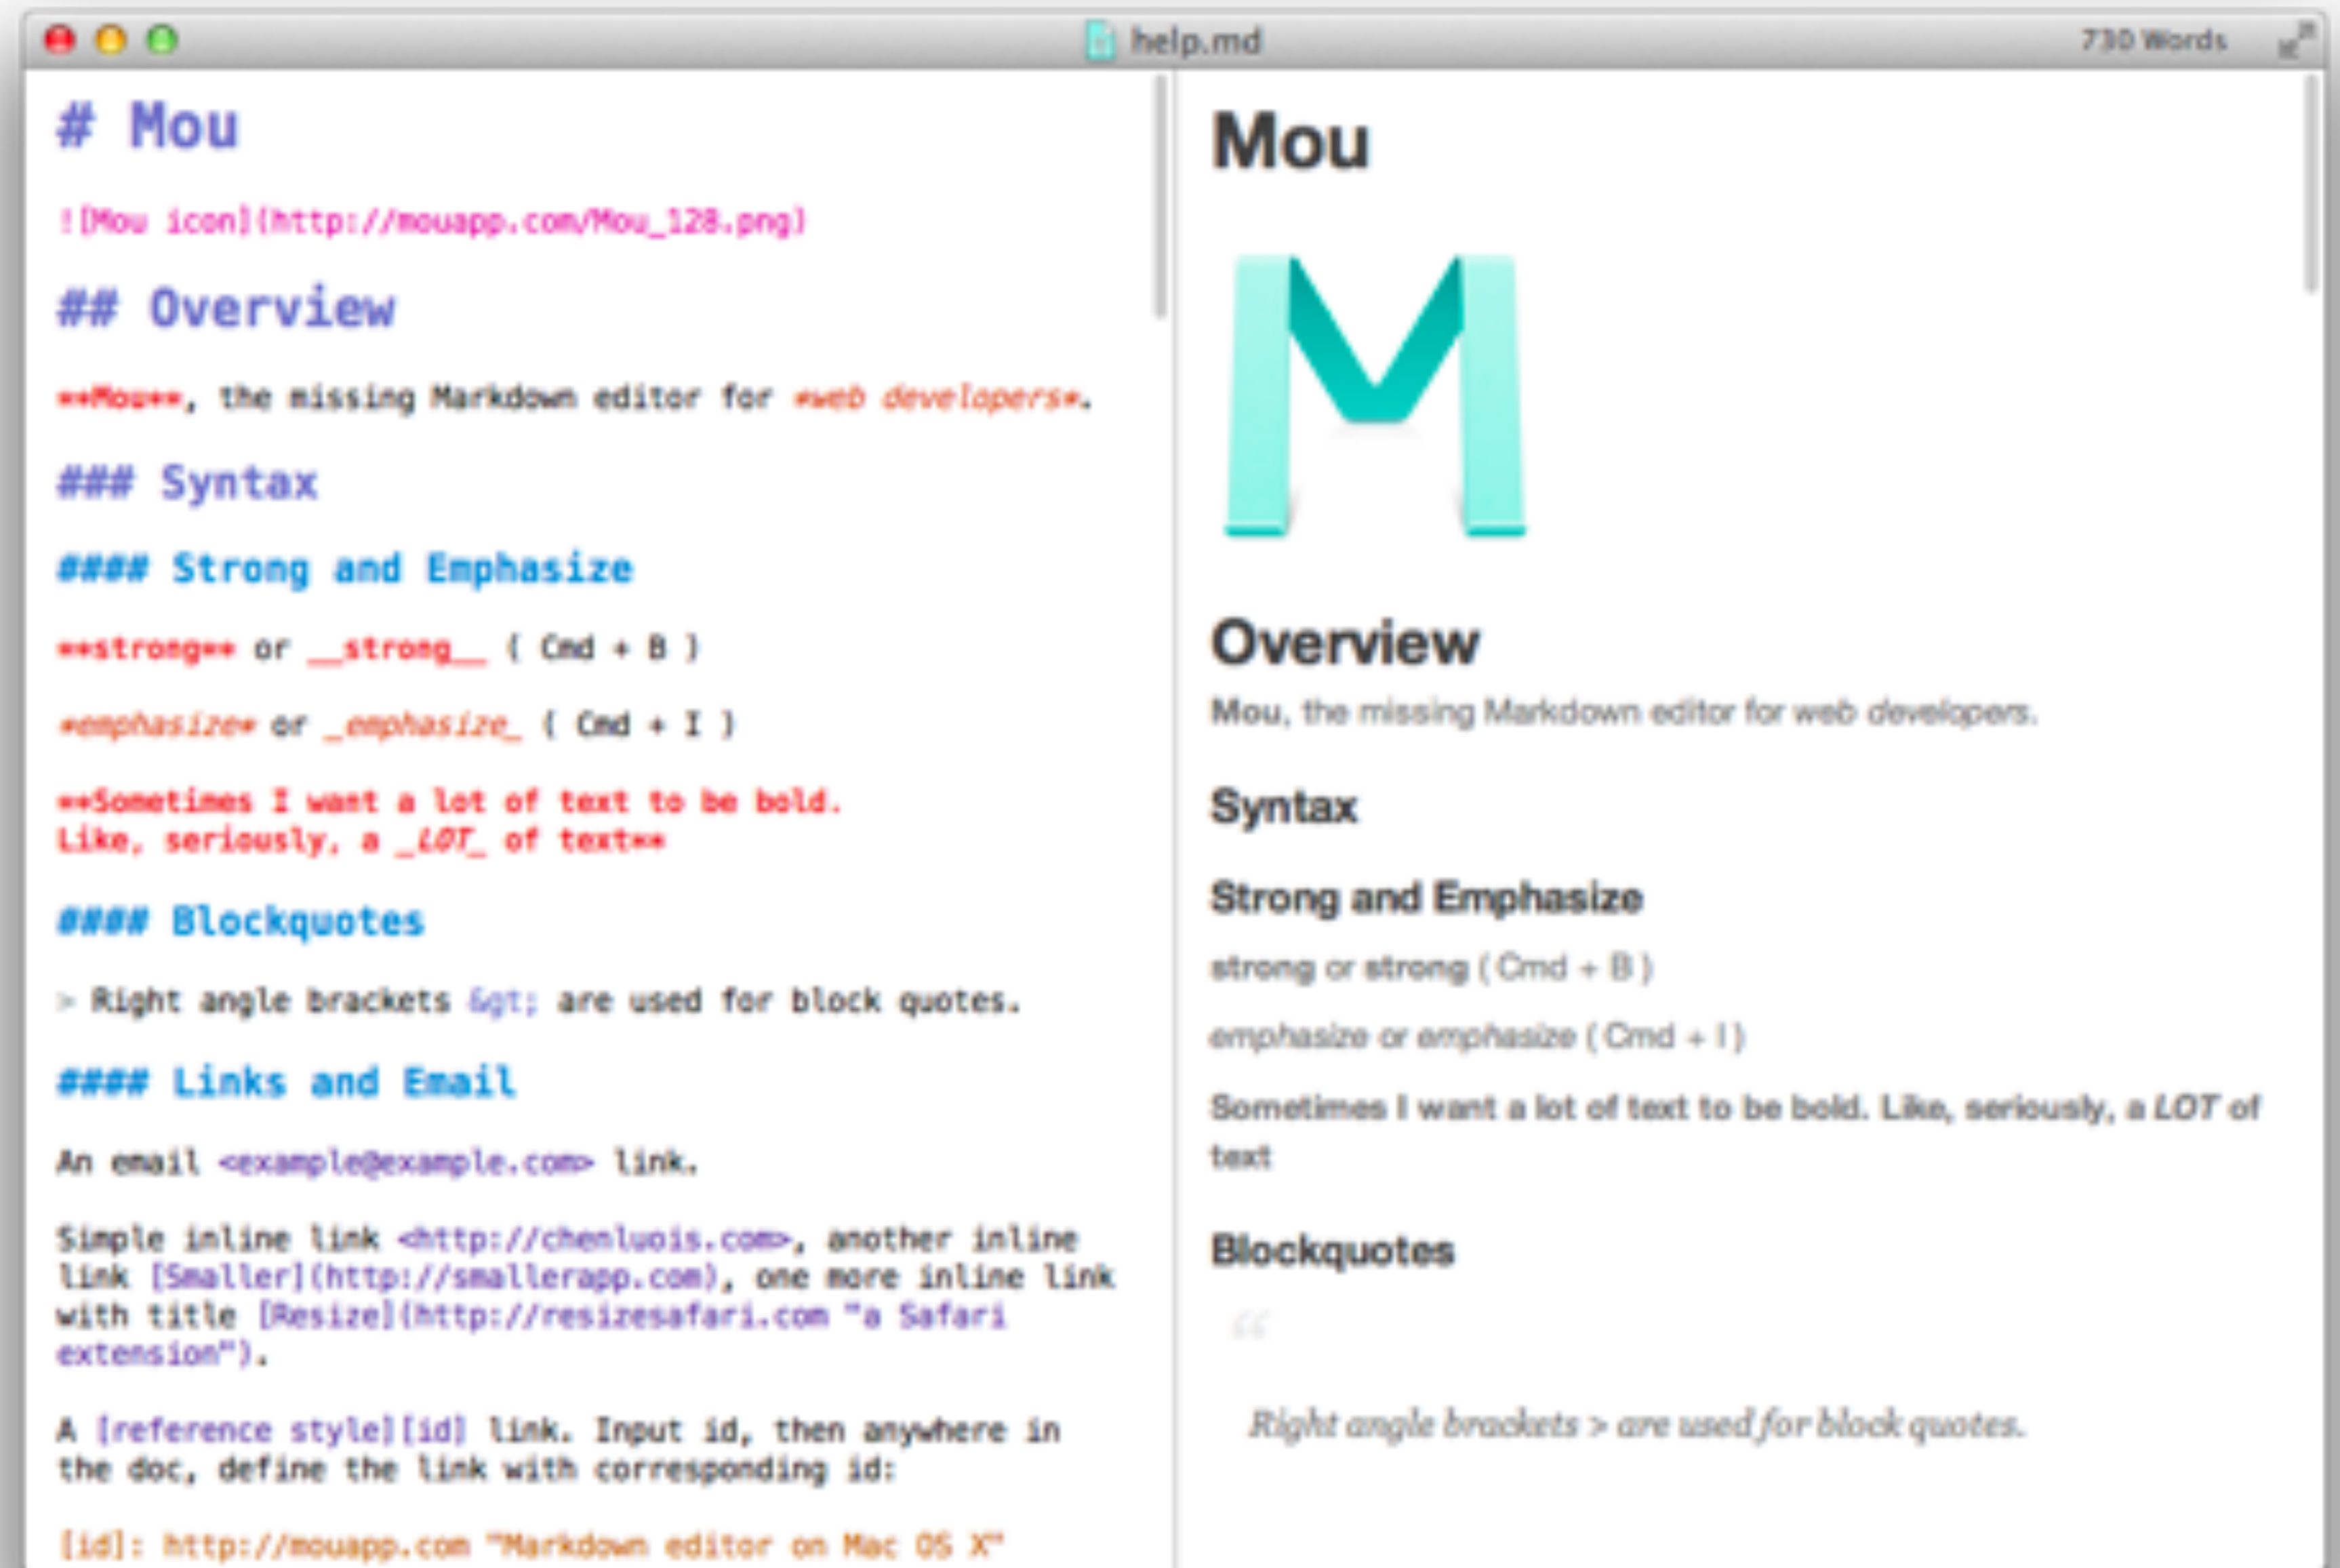 help.md
730 Words
# Mou
![Mou icon](http://mouapp.com/Mou_128.png)
## Overview
**Mou**, the missing Markdown editor for *web developers*.
### Syntax
#### Strong and Emphasize
**strong** or __strong__ ( Cmd + B )
*emphasize* or _emphasize_ ( Cmd + I )
**Sometimes I want a lot of text to be bold.
Like, seriously, a _LOT_ of text**
#### Blockquotes
> Right angle brackets &gt; are used for block quotes.
#### Links and Email
An email <example@example.com> link.
Simple inline link <http://chenluois.com>, another inline
link [Smaller](http://smallerapp.com), one more inline link
with title [Resize](http://resizesafari.com "a Safari
extension").
A [reference style][id] link. Input id, then anywhere in
the doc, define the link with corresponding id:
[id]: http://mouapp.com "Markdown editor on Mac OS X"
Mou
Overview
Mou, the missing Markdown editor for web developers.
Syntax
Strong and Emphasize
strong or strong ( Cmd + B )
emphasize or emphasize ( Cmd + I )
Sometimes I want a lot of text to be bold. Like, seriously, a LOT of
text
Blockquotes
“
Right angle brackets > are used for block quotes.